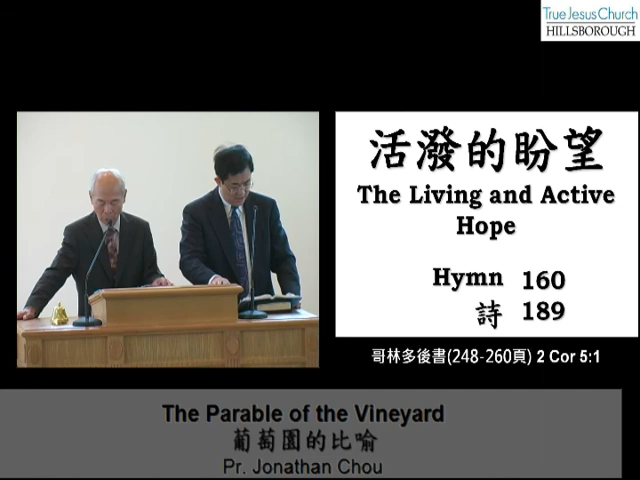 True Jesus Church
HILLSBOROUGH
活潑的盼望
The Living and Active
Hope
Hymn 160
詩 189
哥林多後書(248-260頁) 2 Cor 5:1
The Parable of the Vineyard
葡萄園的比喻
Pr. Jonathan Chou